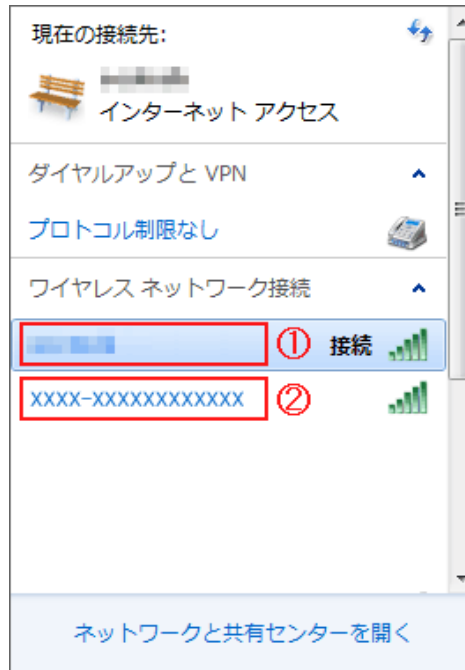 現在の接続先:
インターネット アクセス
ダイヤルアップと VPN
プロトコル制限なし
ワイヤレス ネットワーク接続
① 接続
XXXX-XXXXXXXXXXXX ②
ネットワークと共有センターを開く